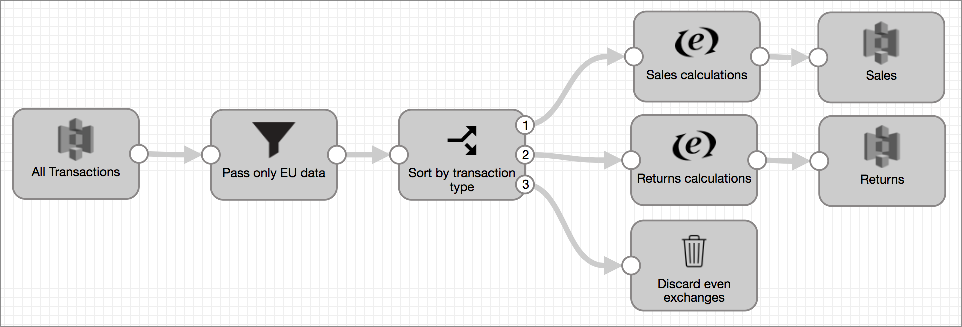 All Transactions
Pass only EU data
Sort by transaction
type
1
2
3
e
Sales calculations
Sales
e
Returns calculations
Returns
Discard even
exchanges